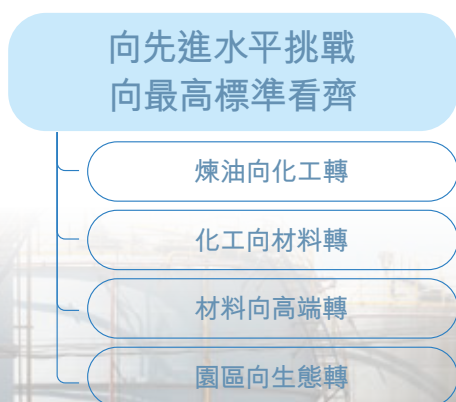 向先進水平挑戰
向最高標準看齊
煉油向化工轉
化工向材料轉
材料向高端轉
園區向生態轉